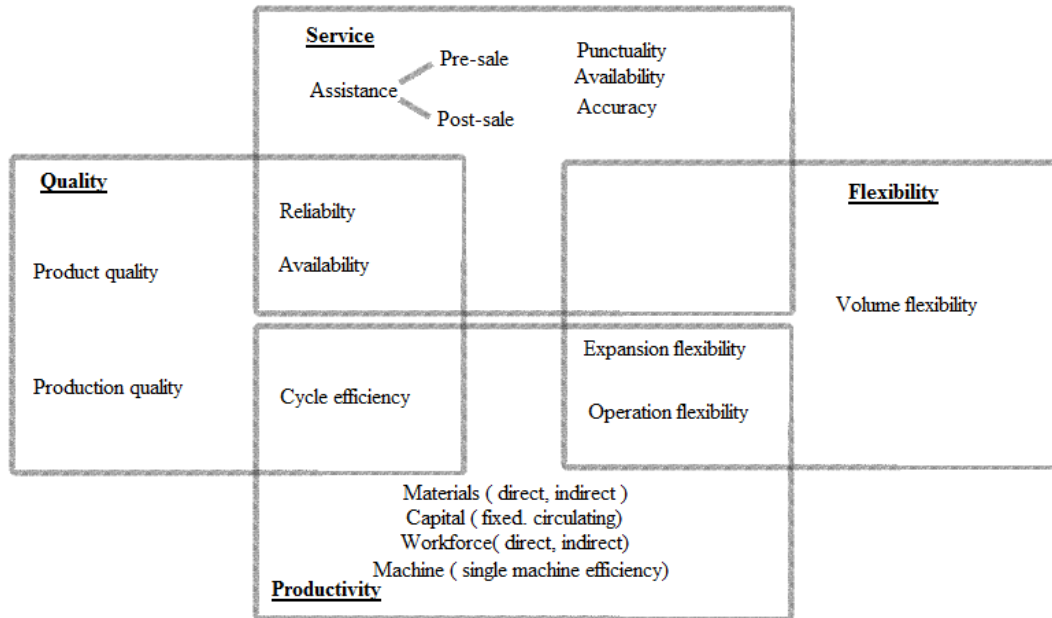 Service
Pre-sale
Assistance
Post-sale
Punctuality
Availability
Accuracy
Quality
Product quality
Production quality
Reliabilty
Availability
Cycle efficiency
Flexibility
Volume flexibility
Expansion flexibility
Operation flexibility
Materials ( direct, indirect )
Capital ( fixed. circulating)
Workforce( direct, indirect)
Machine ( single machine efficiency)
Productivity